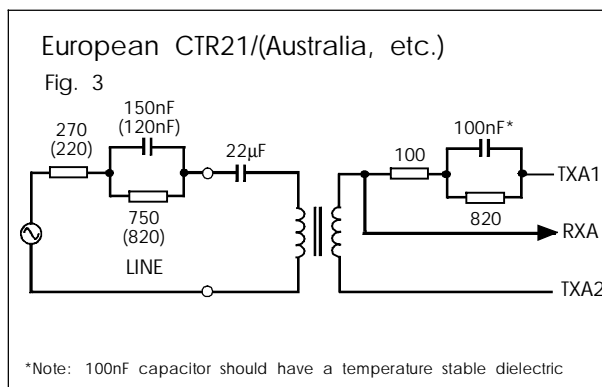 European CTR21/(Australia, etc.)
Fig. 3
150nF
(120nF)
270
(220)
22µF
750
(820)
LINE
100nF*
100
820
TXA1
RXA
TXA2
*Note: 100nF capacitor should have a temperature stable dielectric